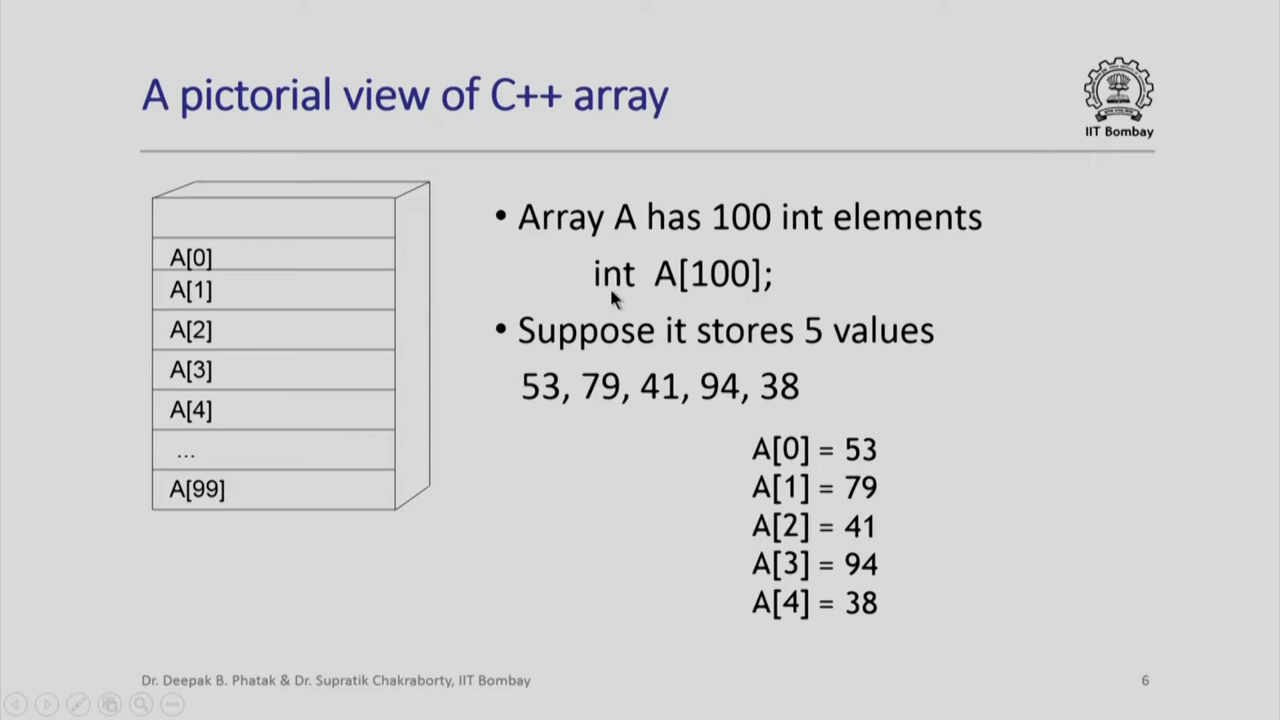 A pictorial view of C++ array
IIT Bombay
A[0]
A[1]
A[2]
A[3]
A[4]
...
A[99]
• Array A has 100 int elements
int A[100];
• Suppose it stores 5 values
53, 79, 41, 94, 38
A[0] = 53
A[1] = 79
A[2] = 41
A[3] = 94
A[4] = 38
Dr. Deepak B. Phatak & Dr. Supratik Chakraborty, IIT Bombay
6